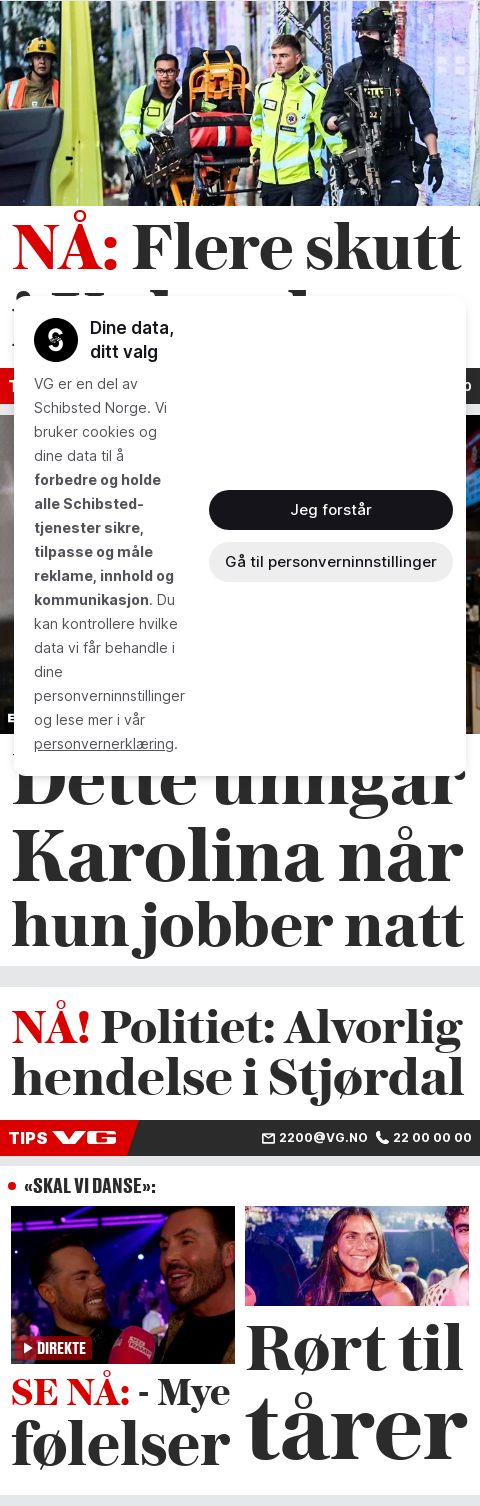 NÅ: Flere skutt
Dine data,
ditt valg
VG er en del av
Schibsted Norge. Vi
bruker cookies og
dine data til å
forbedre og holde
alle Schibsted-
tjenester sikre,
tilpasse og måle
reklame, innhold og
kommunikasjon. Du
kan kontrollere hvilke
data vi får behandle i
dine
personverninnstillinger
og lese mer i vår
personvernerklæring.
Jeg forstår
Gå til personverninnstillinger
Dette unngår
Karolina når
hun jobber natt
NÅ! Politiet: Alvorlig
hendelse i Stjørdal
TIPS VG 2200@VG.NO 22 00 00 00
«SKAL VI DANSE»:
DIREKTE
SE NÅ: - Mye
følelser
Rørt til
tårer